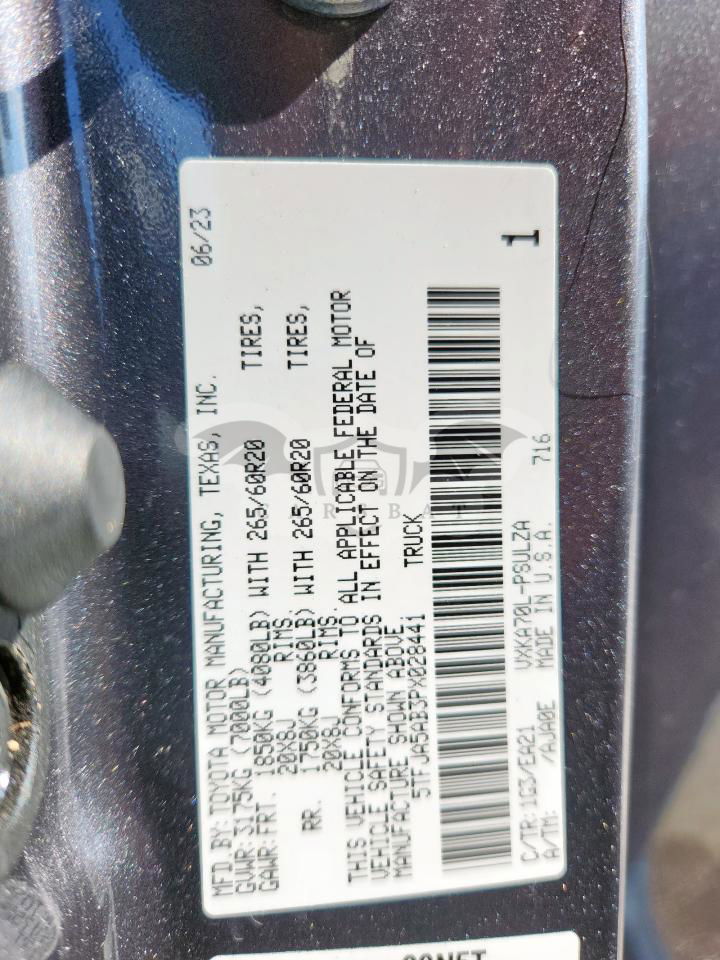 MFD.BY:TOYOTA MOTOR MANUFACTURING, TEXAS, INC. 06/23
GVWR:3175KG (7000LB)
GAWR:FRT. 1850KG (4080LB) WITH 265/60R20 TIRES,
20X8J RIMS.
RR. 1750KG (3860LB) WITH 265/60R20 TIRES,
20X8J RIMS.
THIS VEHICLE CONFORMS TO ALL APPLICABLE FEDERAL MOTOR
VEHICLE SAFETY STANDARDS IN EFFECT ON THE DATE OF
MANUFACTURE SHOWN ABOVE.
5TFJA5AB3PX028441 TRUCK
1
C/TR:1G3/EA21 VXKA70L-PSULZA 716
A/TM: /AJA0E MADE IN U.S.A.